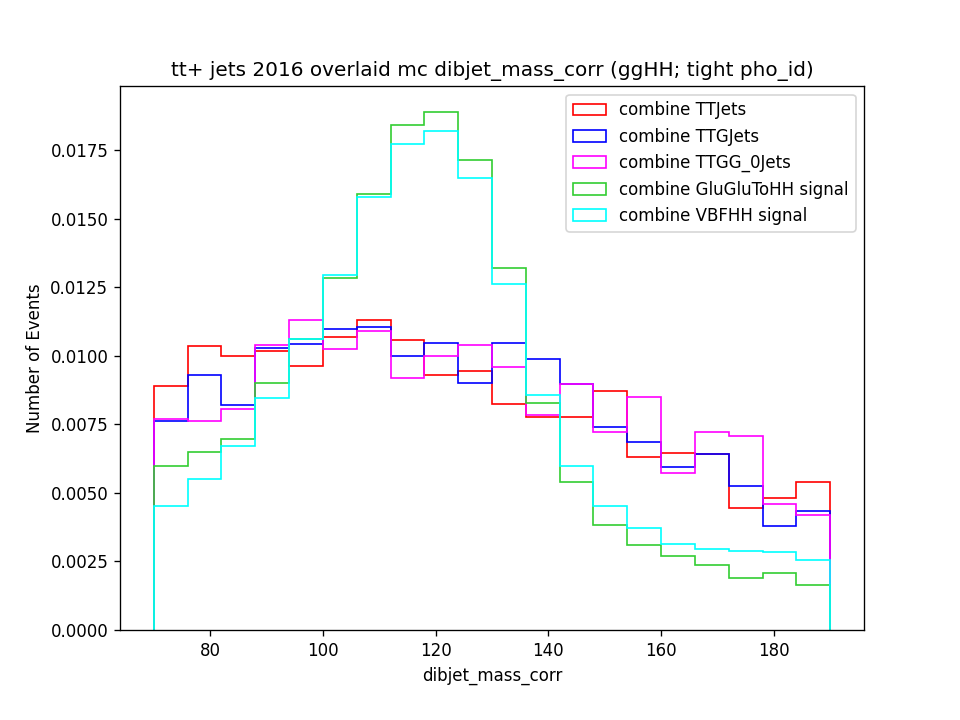 tt+ jets 2016 overlaid mc dibjet_mass_corr (ggHH; tight pho_id)
combine TTJets
combine TTGJets
combine TTGG_0Jets
combine GluGluToHH signal
combine VBFHH signal
Number of Events
0.0175
0.0150
0.0125
0.0100
0.0075
0.0050
0.0025
0.0000
80 100 120 140 160 180
dibjet_mass_corr